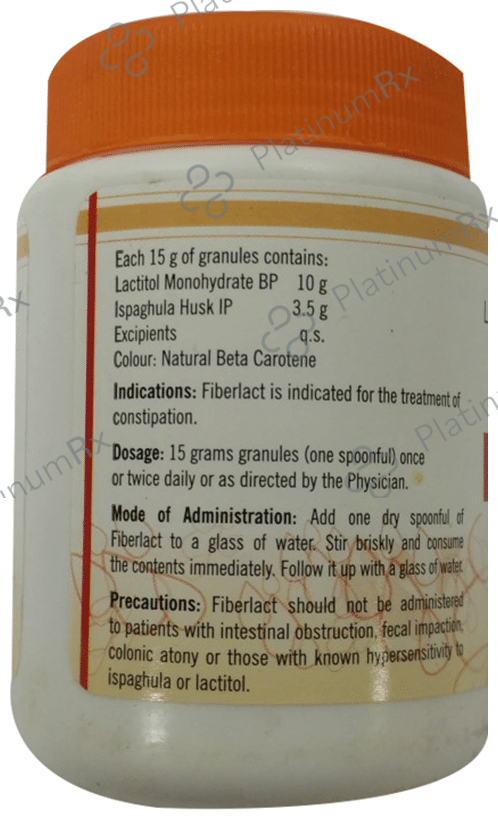 Each 15 g of granules contains:
Lactitol Monohydrate BP 10 g
Ispaghula Husk IP 3.5 g
Excipients q.s.
Colour: Natural Beta Carotene
Indications: Fiberlact is indicated for the treatment of
constipation.
Dosage: 15 grams granules (one spoonful) once
or twice daily or as directed by the Physician.
Mode of Administration: Add one dry spoonful of
Fiberlact to a glass of water. Stir briskly and consume
the contents immediately. Follow it up with a glass of water.
Precautions: Fiberlact should not be administered
to patients with intestinal obstruction, fecal impaction,
colonic atony or those with known hypersensitivity to
ispaghula or lactitol.
PlatinumRx
PlatinumRx